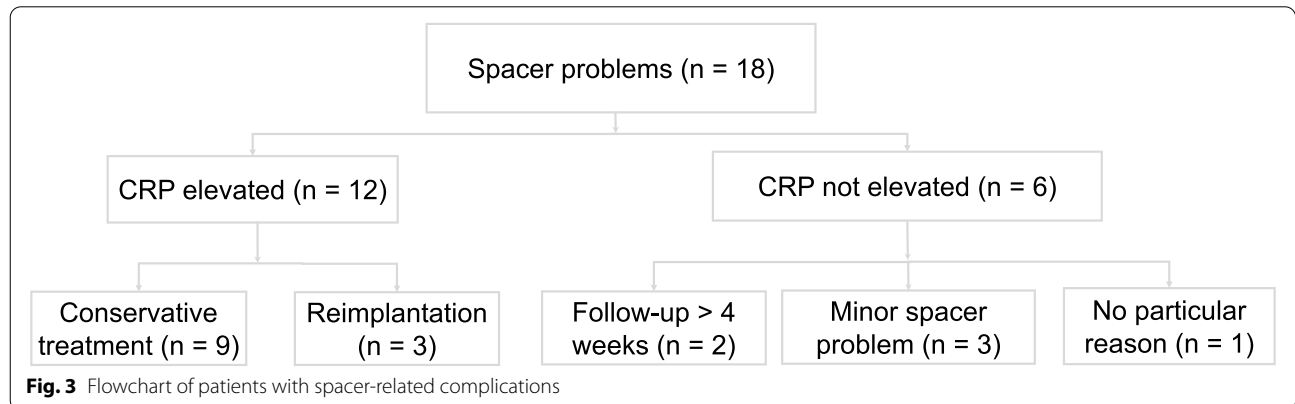 Spacer problems (n = 18)
CRP elevated (n = 12)
CRP not elevated (n = 6)
Conservative
treatment (n = 9)
Reimplantation
(n = 3)
Follow-up > 4
weeks (n = 2)
Minor spacer
problem (n = 3)
No particular
reason (n = 1)
Fig. 3 Flowchart of patients with spacer-related complications